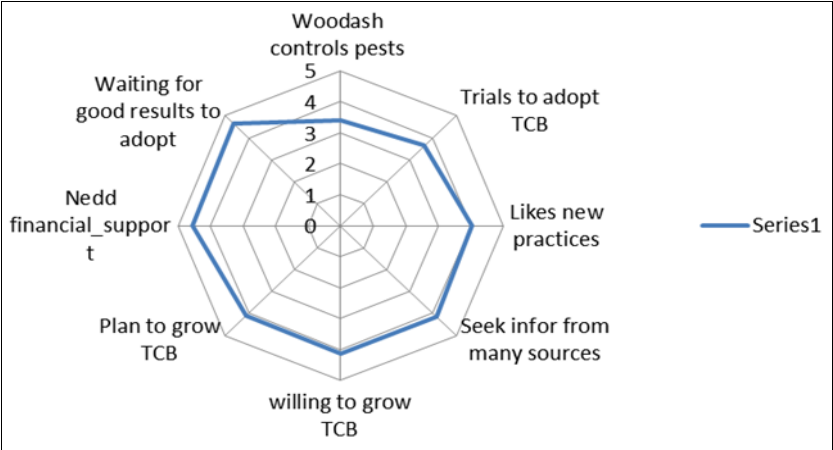 Woodash
controls pests
Trials to adopt
TCB
Likes new
practices
Seek infor from
many sources
willing to grow
TCB
Plan to grow
TCB
Nedd
financial_suppor
t
Waiting for
good results to
adopt
5
4
3
2
1
0
Series1